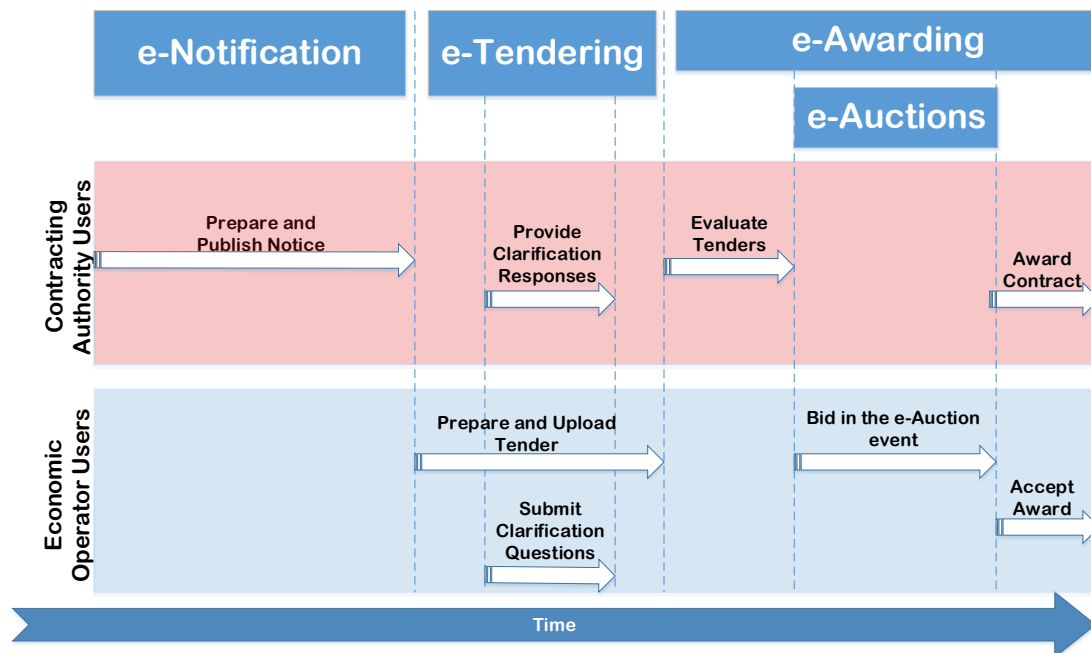 e-Notification
e-Tendering
e-Awarding
e-Auctions
Contracting
Authority Users
Prepare and
Publish Notice
Provide
Clarification
Responses
Evaluate
Tenders
Award
Contract
Economic
Operator Users
Prepare and Upload
Tender
Submit
Clarification
Questions
Bid in the e-Auction
event
Accept
Award
Time